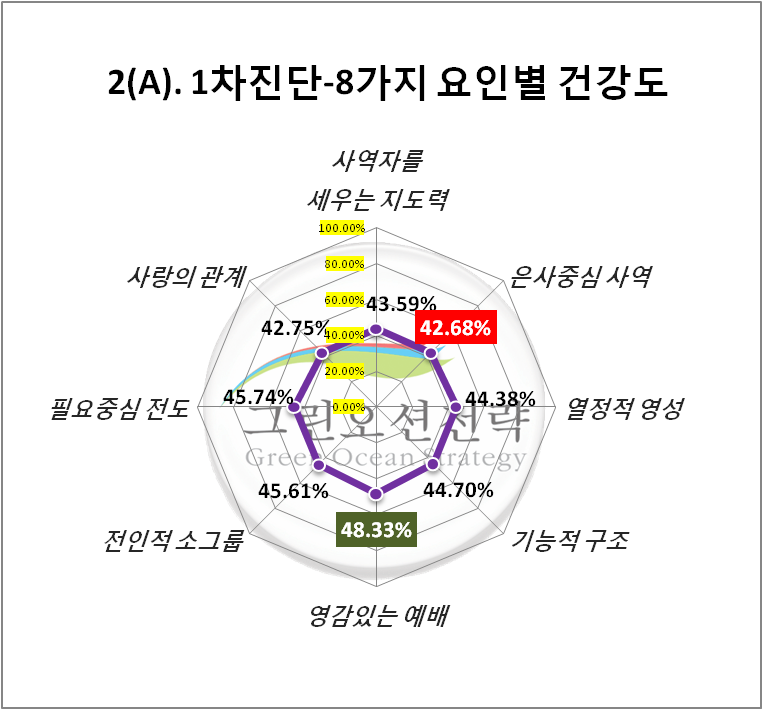 2(A). 1차진단-8가지 요인별 건강도
사역자를
세우는 지도력
100.00%
사랑의 관계
80.00%
은사중심 사역
60.00%
43.59%
42.75%
40.00%
42.68%
20.00%
필요중심 전도
45.74%
0.00%
44.38%
열정적 영성
그린오션전략
Green Ocean Strategy
45.61%
44.70%
48.33%
전인적 소그룹
기능적 구조
영감있는 예배